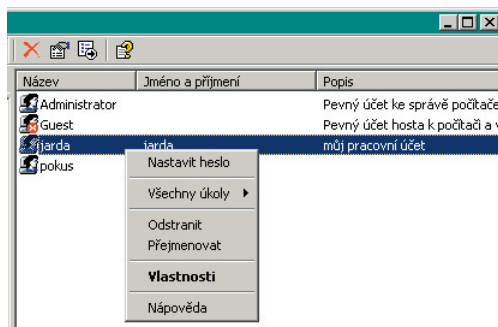 Název Jméno a příjmení Popis
Administrator Pevný účet ke správě počítače
Guest Pevný účet hosta k počítači a v
jarda jarda můj pracovní účet
pokus
Nastavit heslo
Všechny úkoly
Odstranit
Přejmenovat
Vlastnosti
Nápověda